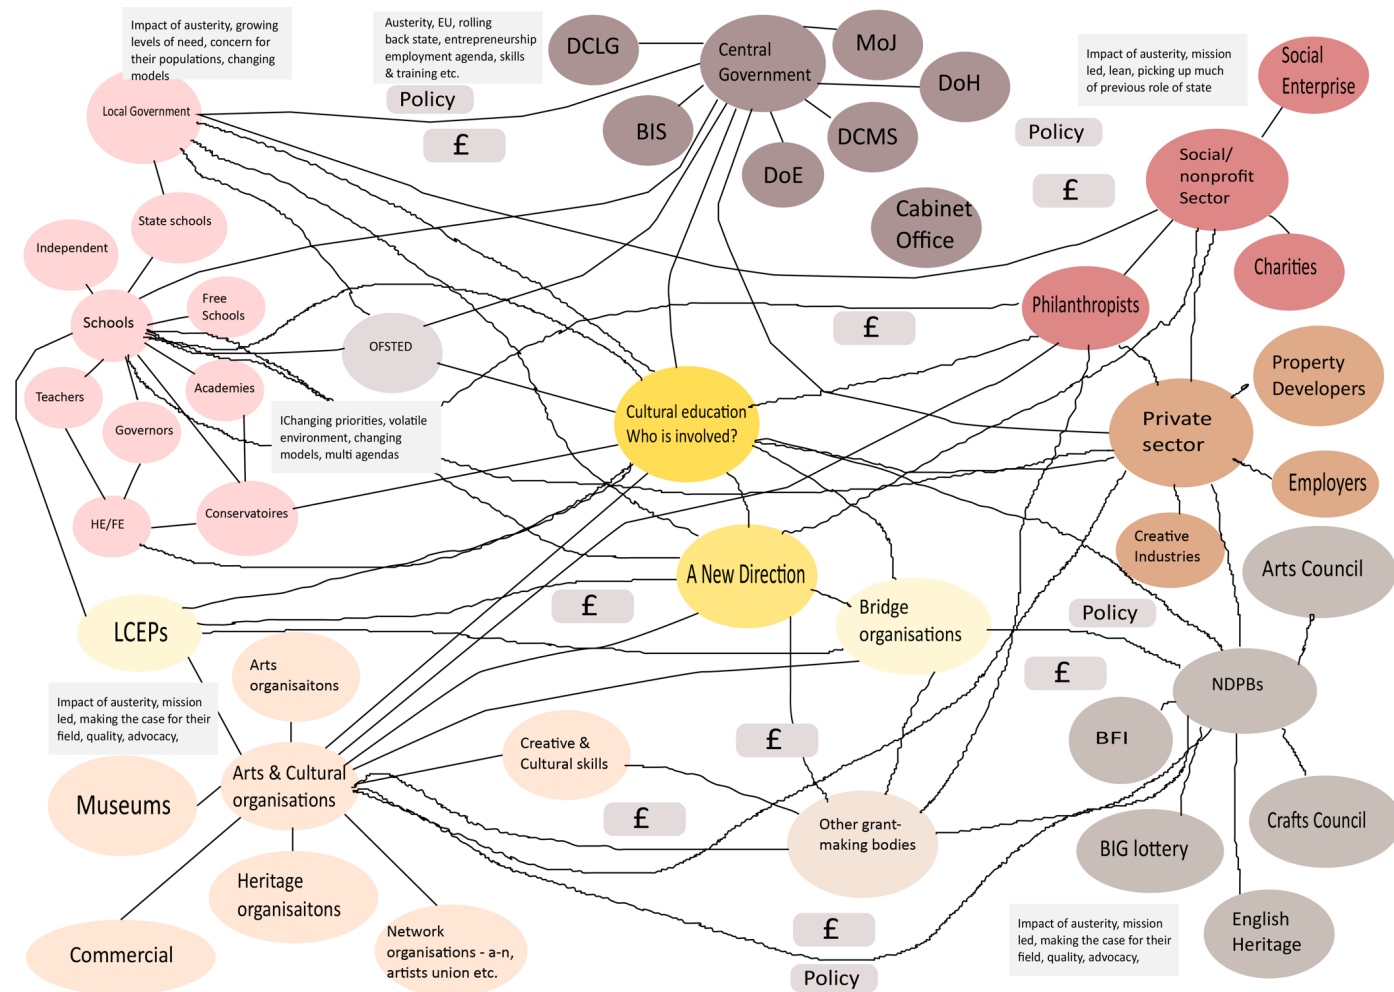 Impact of austerity, growing
levels of need, concern for
their populations, changing
models
Austerity, EU, rolling
back state, entrepreneurship
employment agenda, skills
& training etc.
Policy
£
DCLG
Central
Government
MoJ
DoH
BIS
DCMS
DoE
Cabinet
Office
Impact of austerity, mission
led, lean, picking up much
of previous role of state
Social
Enterprise
Policy
£
Social/
nonprofit
Sector
Charities
Philanthropists
£
Local Government
State schools
Independent
Schools
Free
Schools
OFSTED
Teachers
Academies
Governors
HE/FE
Conservatoires
IChanging priorities, volatile
environment, changing
models, multi agendas
Cultural education
Who is involved?
Property
Developers
Private
sector
Employers
Creative
Industries
A New Direction
£
Bridge
organisations
Policy
£
Arts Council
LCEPs
NDPBs
BFI
Crafts Council
BIG lottery
English
Heritage
Impact of austerity, mission
led, making the case for their
field, quality, advocacy,
Arts
organisaitons
Impact of austerity, mission
led, making the case for their
field, quality, advocacy,
Museums
Arts & Cultural
organisations
Creative &
Cultural skills
£
£
Other grant-
making bodies
Heritage
organisaitons
Commercial
Network
organisations - a-n,
artists union etc.
£
Policy